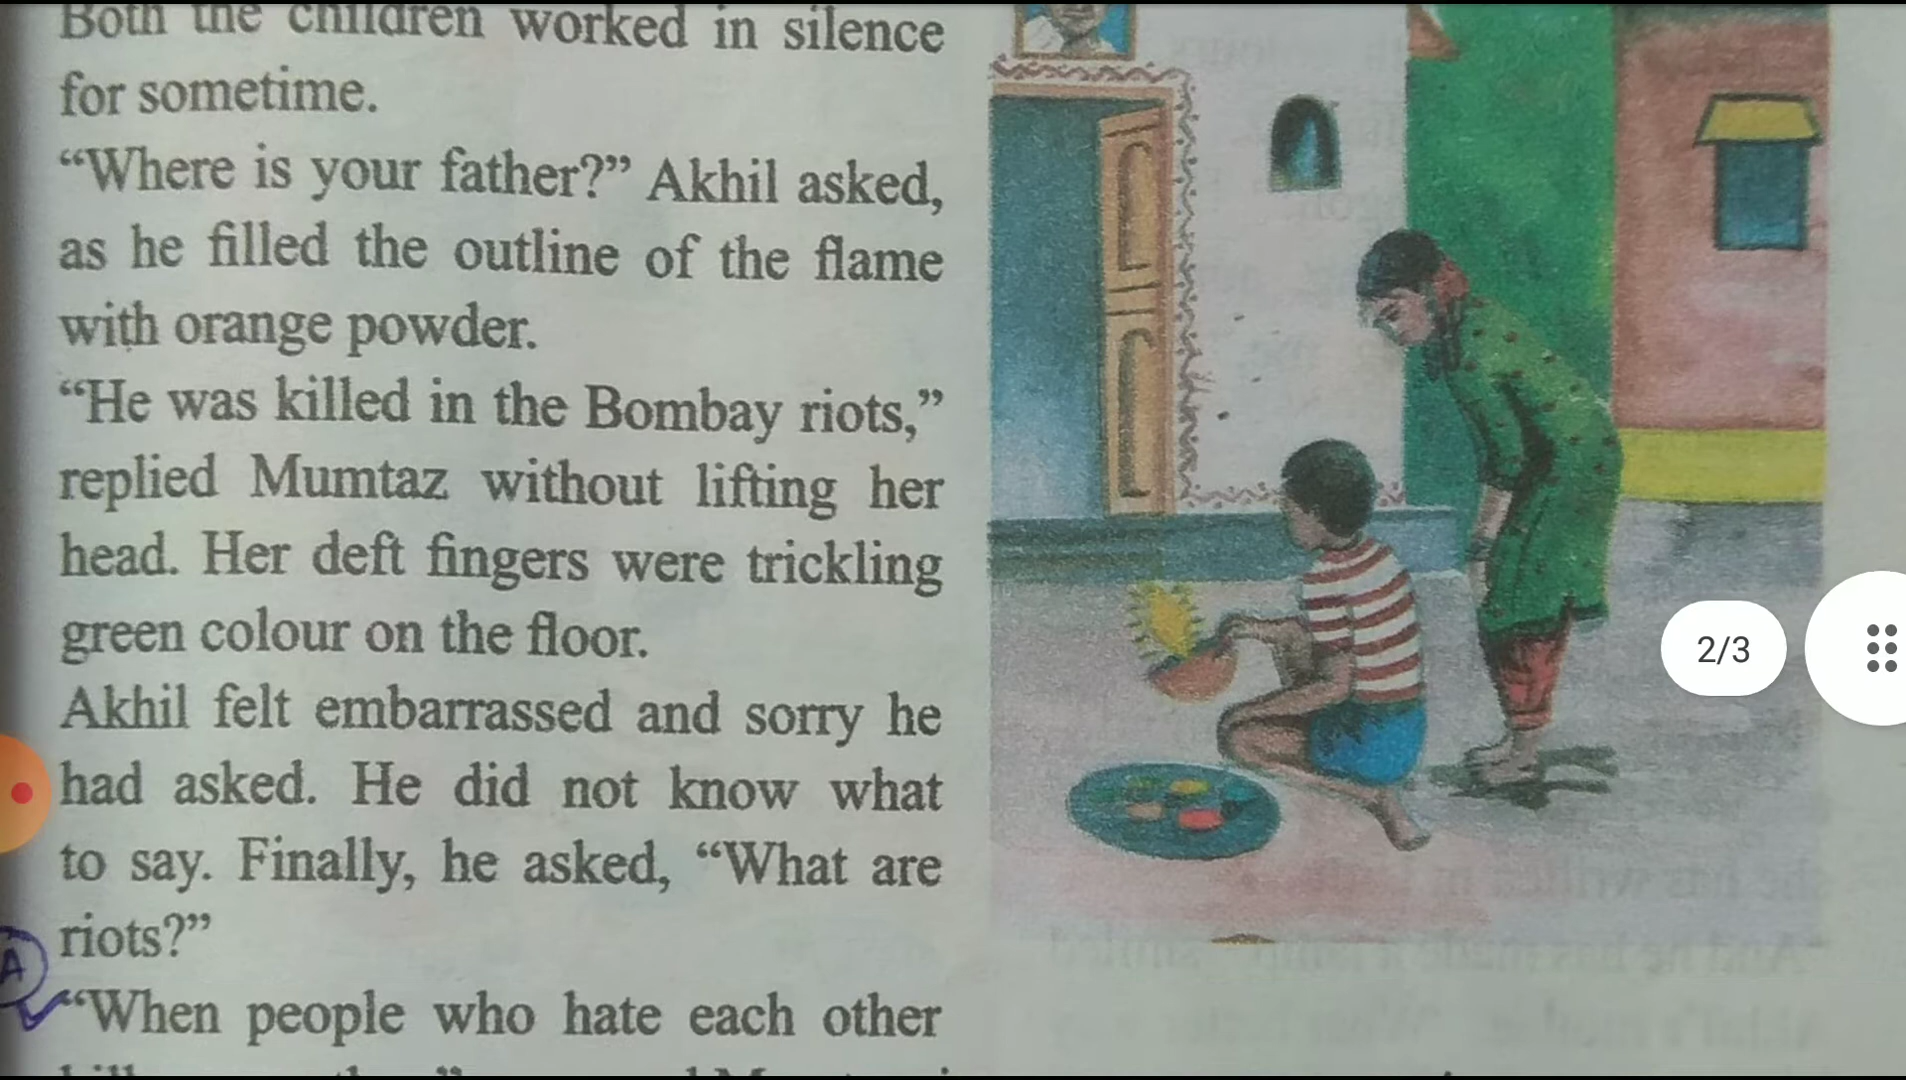 Both the children worked in silence
for sometime.
“Where is your father?” Akhil asked,
as he filled the outline of the flame
with orange powder.
“He was killed in the Bombay riots,”
replied Mumtaz without lifting her
head. Her deft fingers were trickling
green colour on the floor.
Akhil felt embarrassed and sorry he
had asked. He did not know what
to say. Finally, he asked, “What are
riots?”
A
“When people who hate each other
2/3